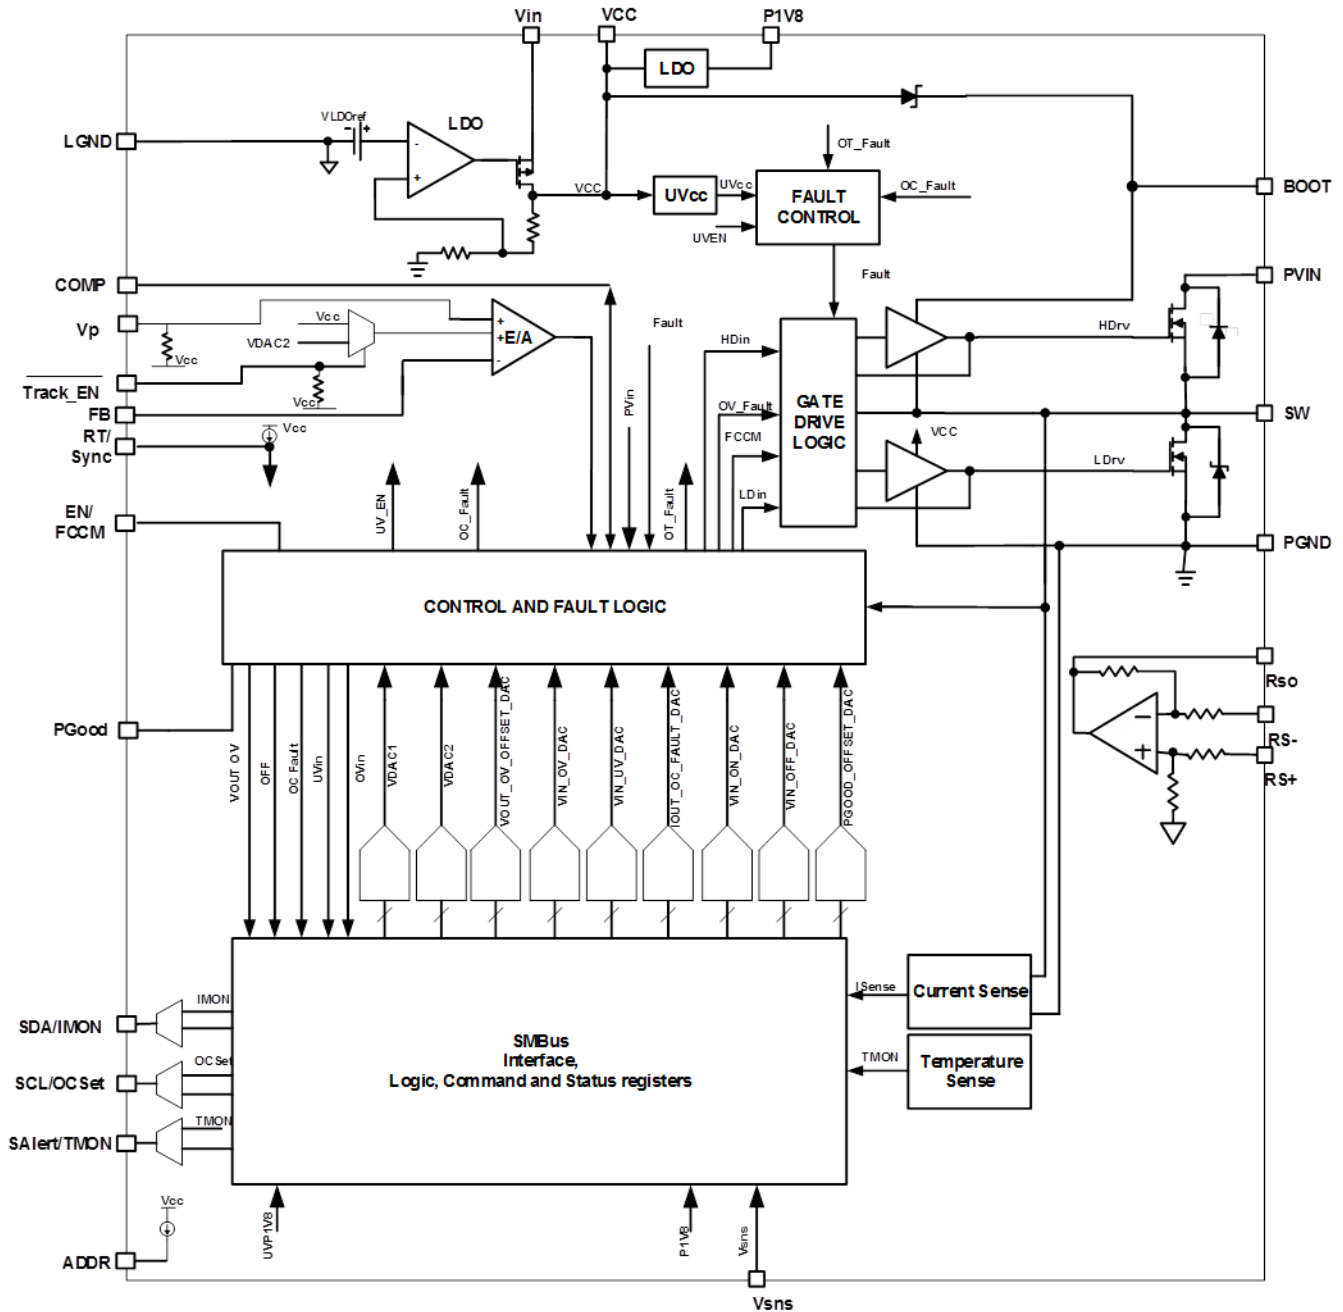 Vin
VCC
P1V8
LDO
VLDOref
-
+
LDO
LGND
-
+
OT_Fault
VCC
UVcc
UVcc
FAULT
CONTROL
OC_Fault
UVEN
BOOT
COMP
Fault
PVIN
Vp
Vcc
VDAC2
Vcc
+
+E/A
-
Fault
HDin
HDrv
Track_EN
Vcc
FB
PVin
OV_Fault
GATE
DRIVE
LOGIC
SW
RT/
Sync
Vcc
FCCM
VCC
LDrv
UV_EN
OC_Fault
OT_Fault
LDin
EN/
FCCM
PGND
CONTROL AND FAULT LOGIC
Rso
RS-
RS+
PGood
VOUT OV
OFF
OC Fault
UVin
OVin
VDAC1
VDAC2
VOUT_OV_OFFSET_DAC
VIN_OV_DAC
VIN_UV_DAC
IOUT_OC_FAULT_DAC
VIN_ON_DAC
VIN_OFF_DAC
PGOOD_OFFSET_DAC
ISense
Current Sense
IMON
SDA/IMON
SMBus
Interface,
Logic, Command and Status registers
TMON
Temperature
Sense
OCSet
SCL/OCSet
TMON
SAlert/TMON
Vcc
ADDR
UVP1V8
P1V8
Vsns
Vsns